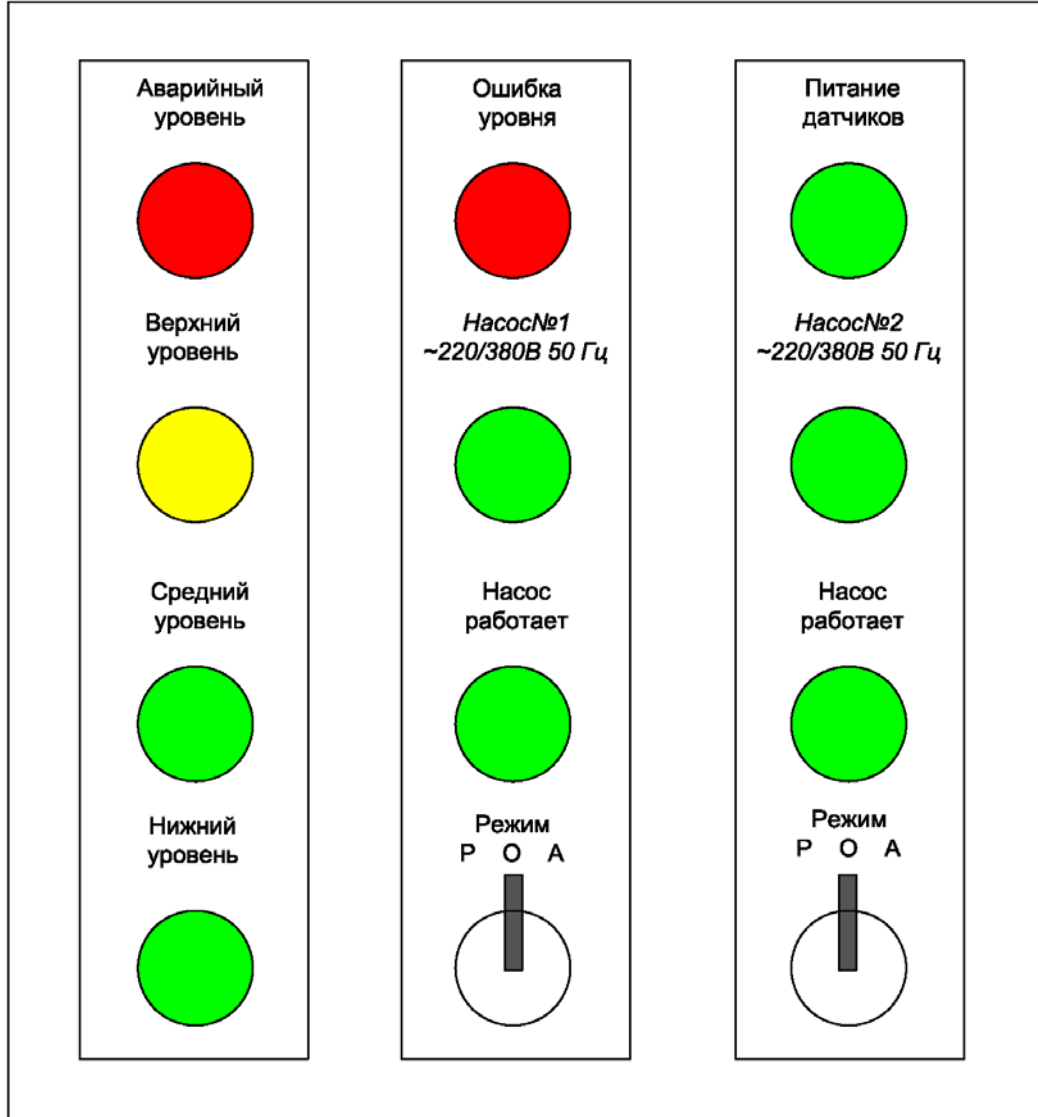 Аварийный
уровень
Верхний
уровень
Средний
уровень
Нижний
уровень
Ошибка
уровня
Насос№1
~220/380В 50 Гц
Насос
работает
Режим
Р О А
Питание
датчиков
Насос№2
~220/380В 50 Гц
Насос
работает
Режим
Р О А